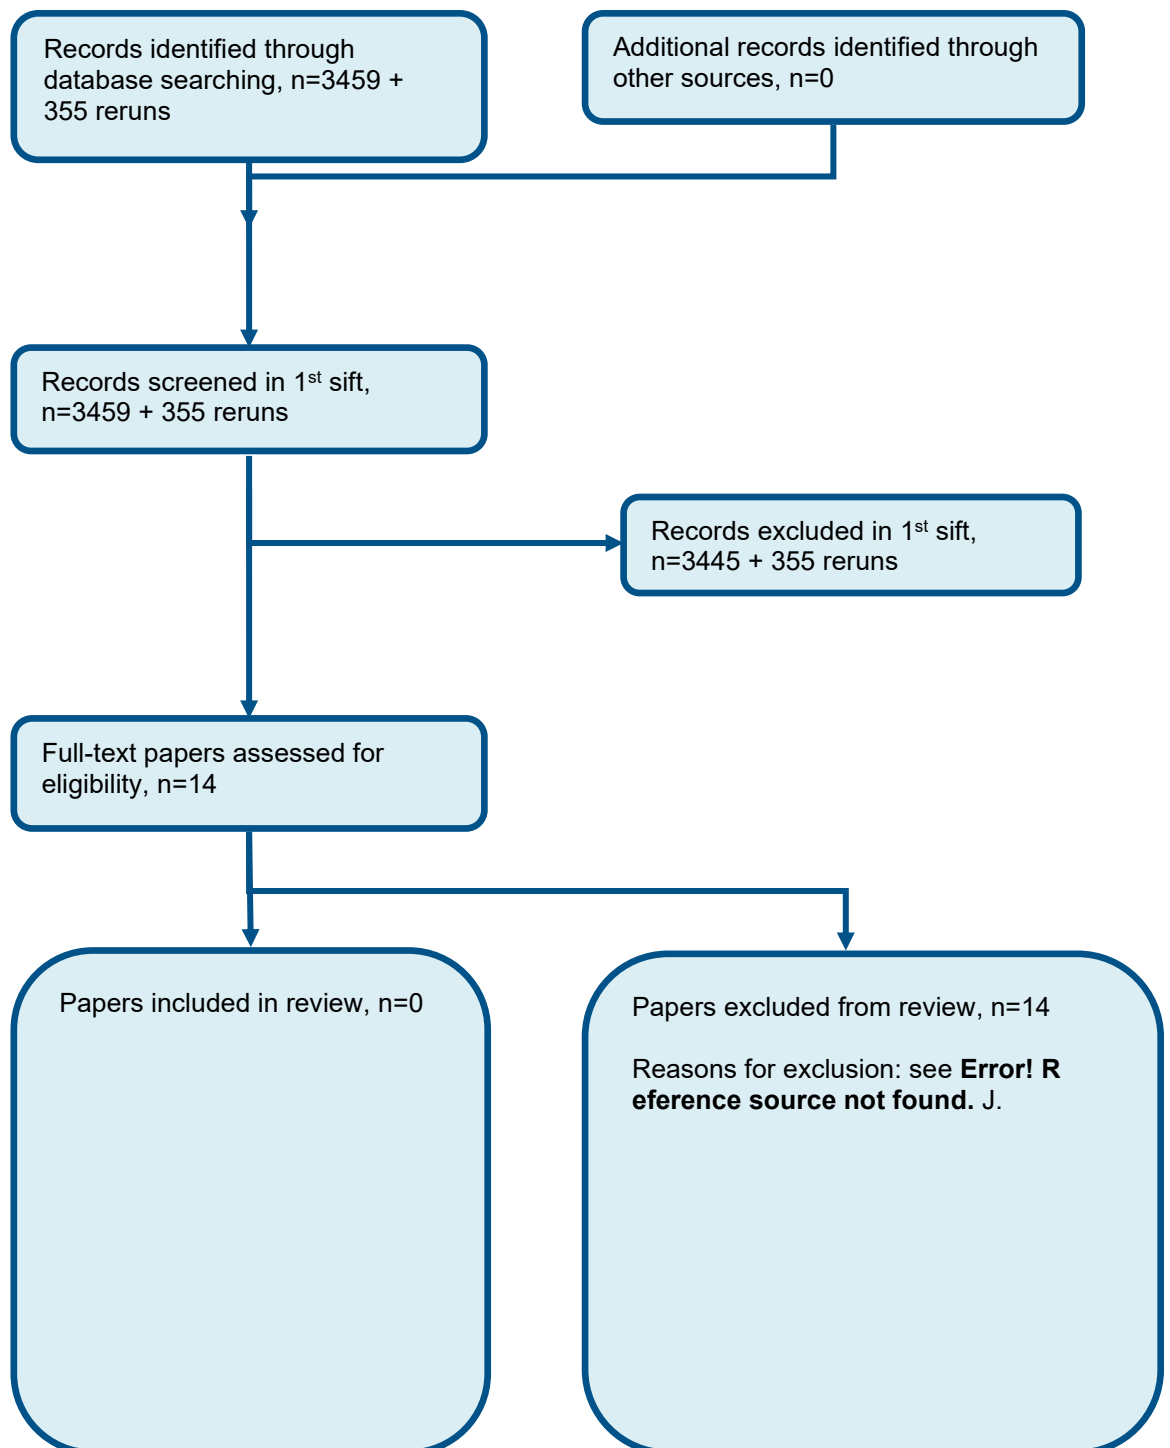 Records identified through
database searching, n=3459 +
355 reruns
Additional records identified through
other sources, n=0
Records screened in 1st sift,
n=3459 + 355 reruns
Records excluded in 1st sift,
n=3445 + 355 reruns
Full-text papers assessed for
eligibility, n=14
Papers included in review, n=0
Papers excluded from review, n=14
Reasons for exclusion: see Error! R
eference source not found. J.